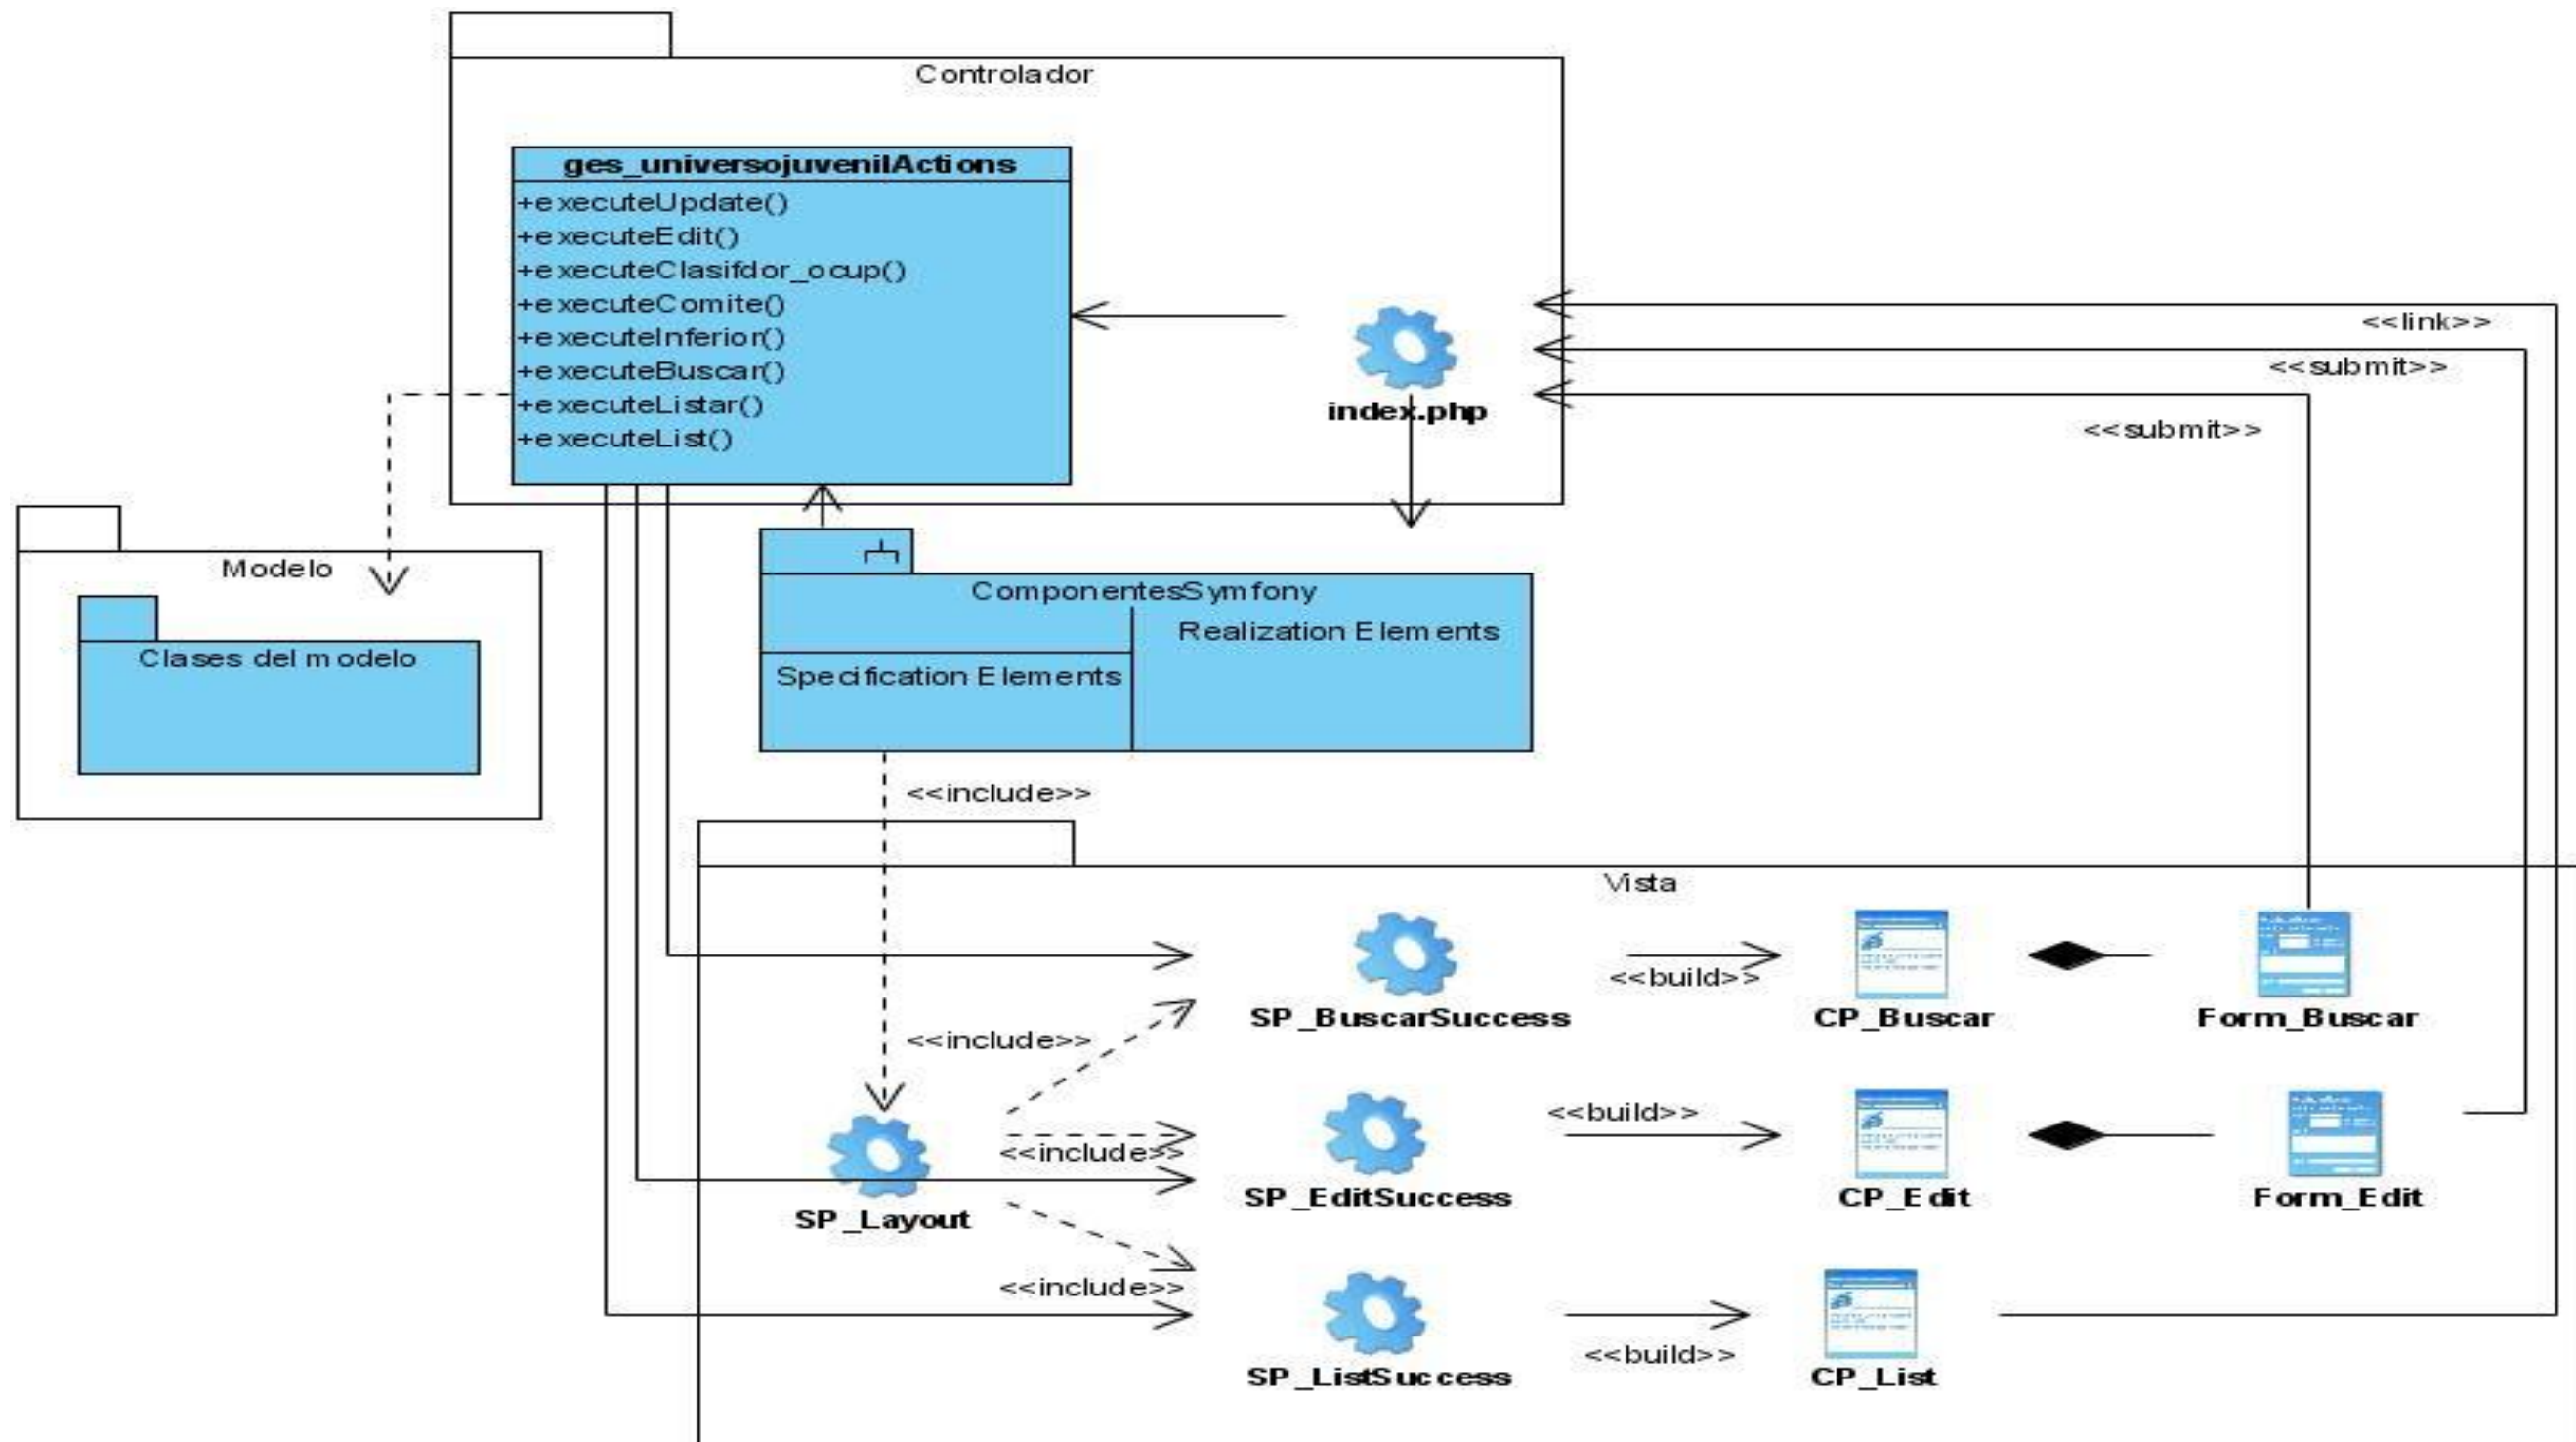 Controlador
ges_universojuvenilActions
+executeUpdate()
+executeEdit()
+executeClasifdor_ocup()
+executeComite()
+executeInferior()
+executeBuscar()
+executeListar()
+executeList()
index.php
<<link>>
<<submit>>
<<submit>>
Modelo
Clases del modelo
ComponentesSymfony
Realization Elements
Specification Elements
<<include>>
Vista
<<build>>
SP_BuscarSuccess
CP_Buscar
Form_Buscar
<<include>>
<<build>>
<<include>>
SP_EditSuccess
CP_Edit
Form_Edit
SP_Layout
<<include>>
<<build>>
SP_ListSuccess
CP_List